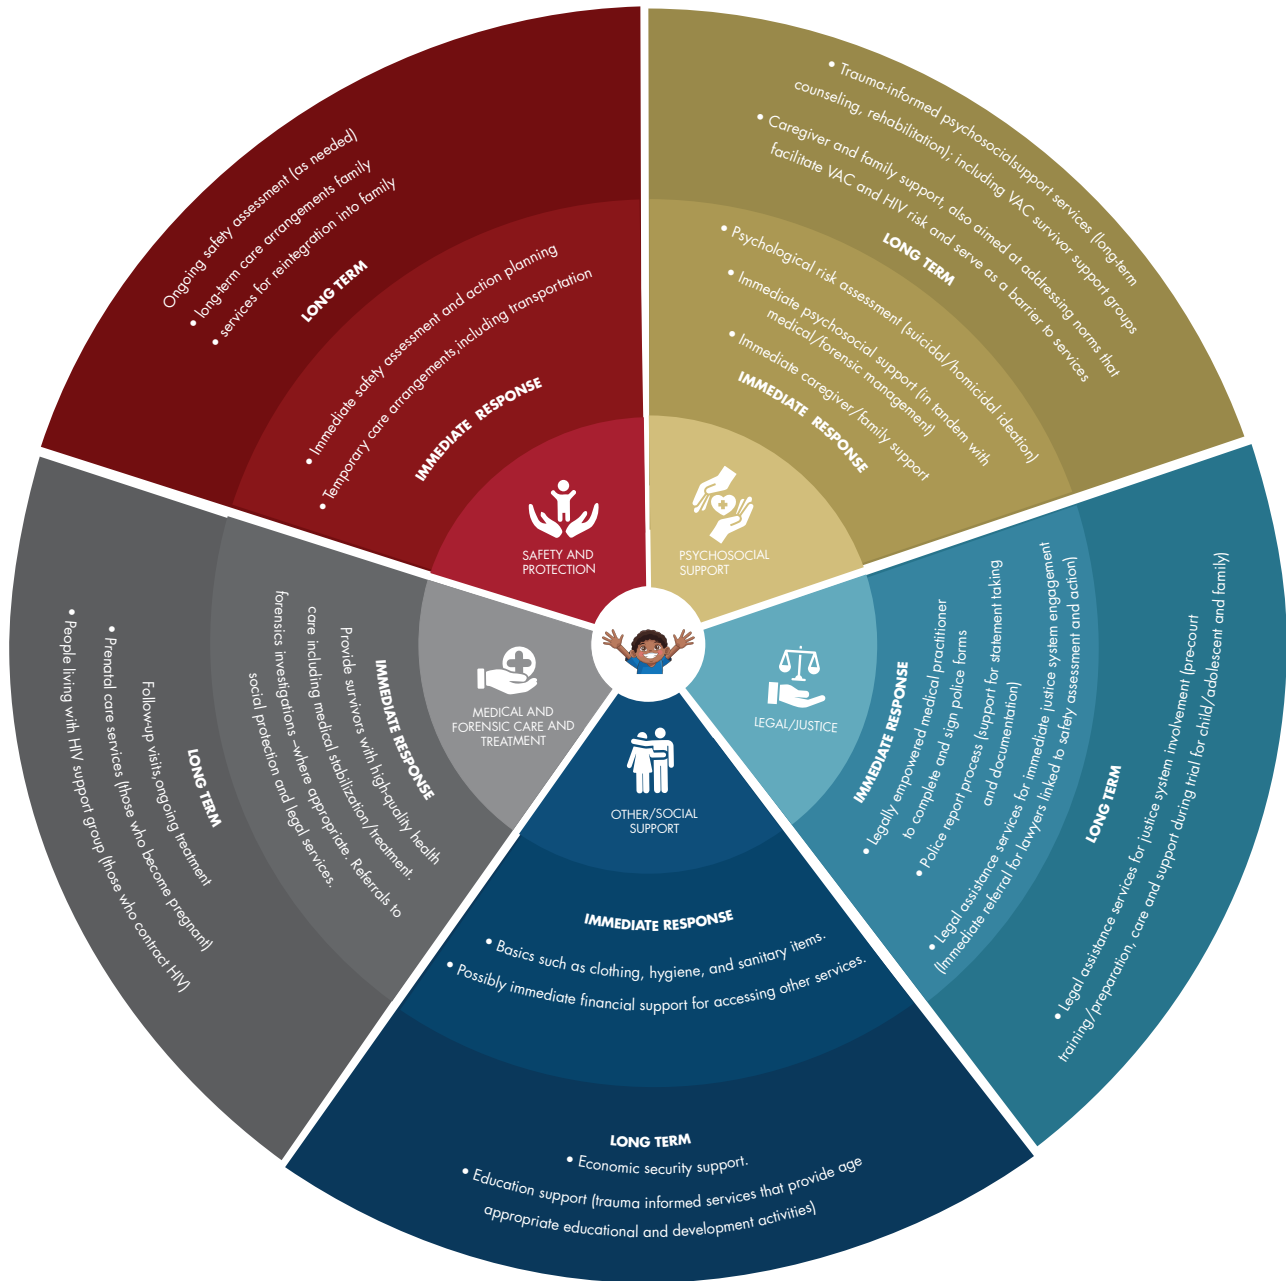 Ongoing safety assessment (as needed)
• long-term care arrangements family
• services for reintegration into family
LONG TERM
• Immediate safety assessment and action planning
• Temporary care arrangements,including transportation
IMMEDIATE RESPONSE
SAFETY AND
PROTECTION
• Trauma-informed psychosocialsupport services (long-term
counseling, rehabilitation); including VAC survivor support groups
• Caregiver and family support, also aimed at addressing norms that
facilitate VAC and HIV risk and serve as a barrier to services
LONG TERM
• Psychological risk assessment (suicidal/homicidal ideation)
• Immediate psychosocial support (in tandem with
medical/forensic management)
• Immediate caregiver/family support
IMMEDIATE RESPONSE
PSYCHOSOCIAL
SUPPORT
LEGAL/JUSTICE
IMMEDIATE RESPONSE
• Legally empowered medical practitioner
to complete and sign police forms
• Police report process (support for statement taking
and documentation)
• Legal assistance services for immediate justice system engagement
(Immediate referral for lawyers linked to safety assessment and action)
LONG TERM
• Legal assistance services for justice system involvement (pre-court
training/preparation, care and support during trial for child/adolescent and family)
OTHER/SOCIAL
SUPPORT
IMMEDIATE RESPONSE
• Basics such as clothing, hygiene, and sanitary items.
• Possibly immediate financial support for accessing other services.
LONG TERM
• Economic security support.
• Education support (trauma informed services that provide age
appropriate educational and development activities)
MEDICAL AND
FORENSIC CARE AND
TREATMENT
IMMEDIATE RESPONSE
Provide survivors with high-quality health
care including medical stabilization/treatment.
forensics investigations –where appropriate. Referrals to
social protection and legal services.
LONG TERM
Follow-up visits,ongoing treatment
• Prenatal care services (those who become pregnant)
• People living with HIV support group (those who contract HIV)